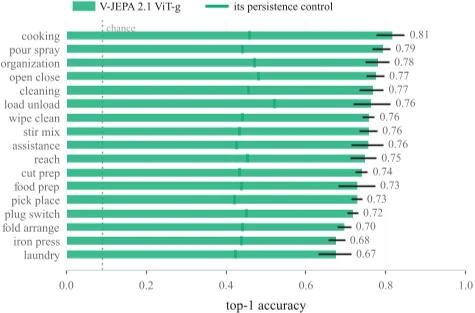 V-JEPA 2.1 ViT-g its persistence control
chance
cooking 0.81
pour spray 0.79
organization 0.78
open close 0.77
cleaning 0.77
load unload 0.76
wipe clean 0.76
stir mix 0.76
assistance 0.76
reach 0.75
cut prep 0.74
food prep 0.73
pick place 0.73
plug switch 0.72
fold arrange 0.70
iron press 0.68
laundry 0.67
0.0 0.2 0.4 0.6 0.8 1.0
top-1 accuracy